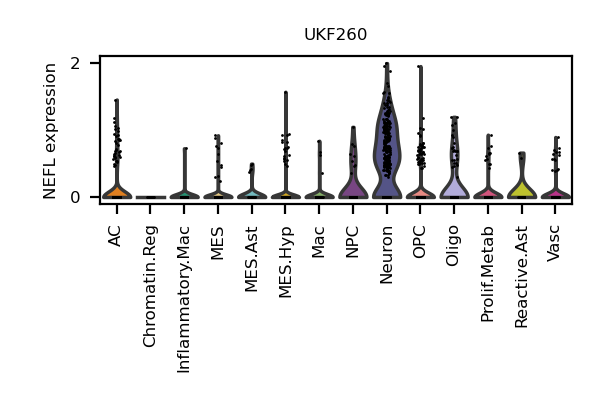 UKF260
NEFL expression
2
0
AC
Chromatin.Reg
Inflammatory.Mac
MES
MES.Ast
MES.Hyp
Mac
NPC
Neuron
OPC
Oligo
Prolif.Metab
Reactive.Ast
Vasc